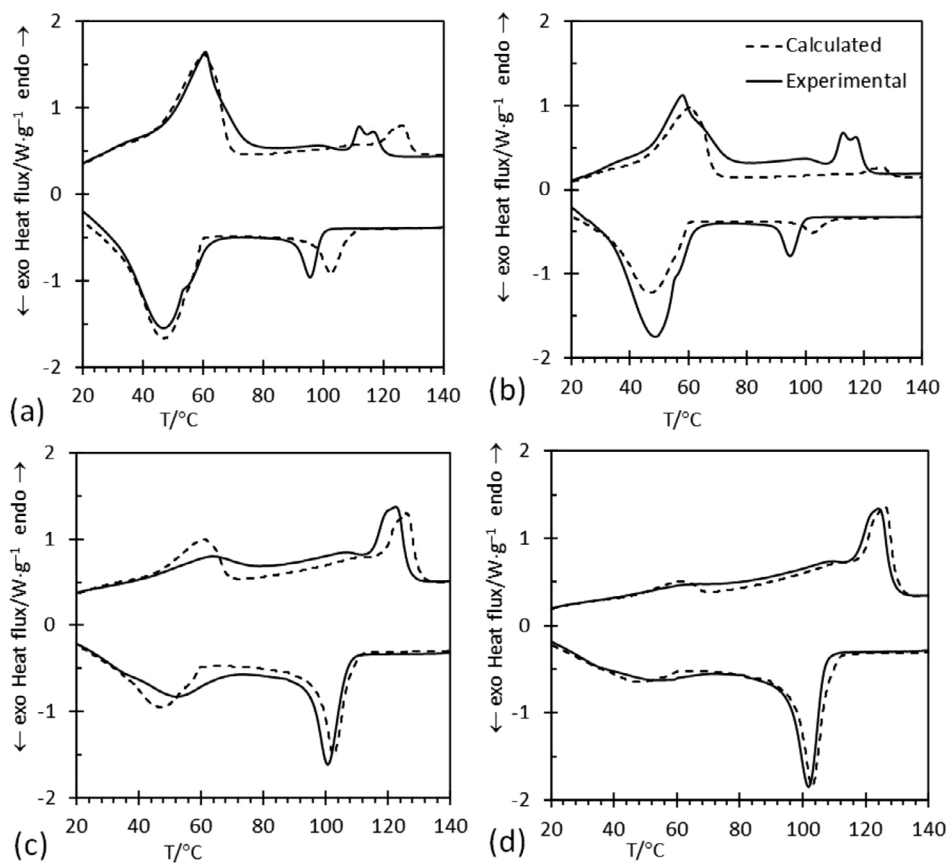 ← exo Heat flux/W·g⁻¹ endo →
2
1
0
-1
-2
20 40 60 80 100 120 140
T/°C
(a)
← exo Heat flux/W·g⁻¹ endo →
2
1
0
-1
-2
20 40 60 80 100 120 140
T/°C
(b)
Calculated
Experimental
← exo Heat flux/W·g⁻¹ endo →
2
1
0
-1
-2
20 40 60 80 100 120 140
T/°C
(c)
← exo Heat flux/W·g⁻¹ endo →
2
1
0
-1
-2
20 40 60 80 100 120 140
T/°C
(d)